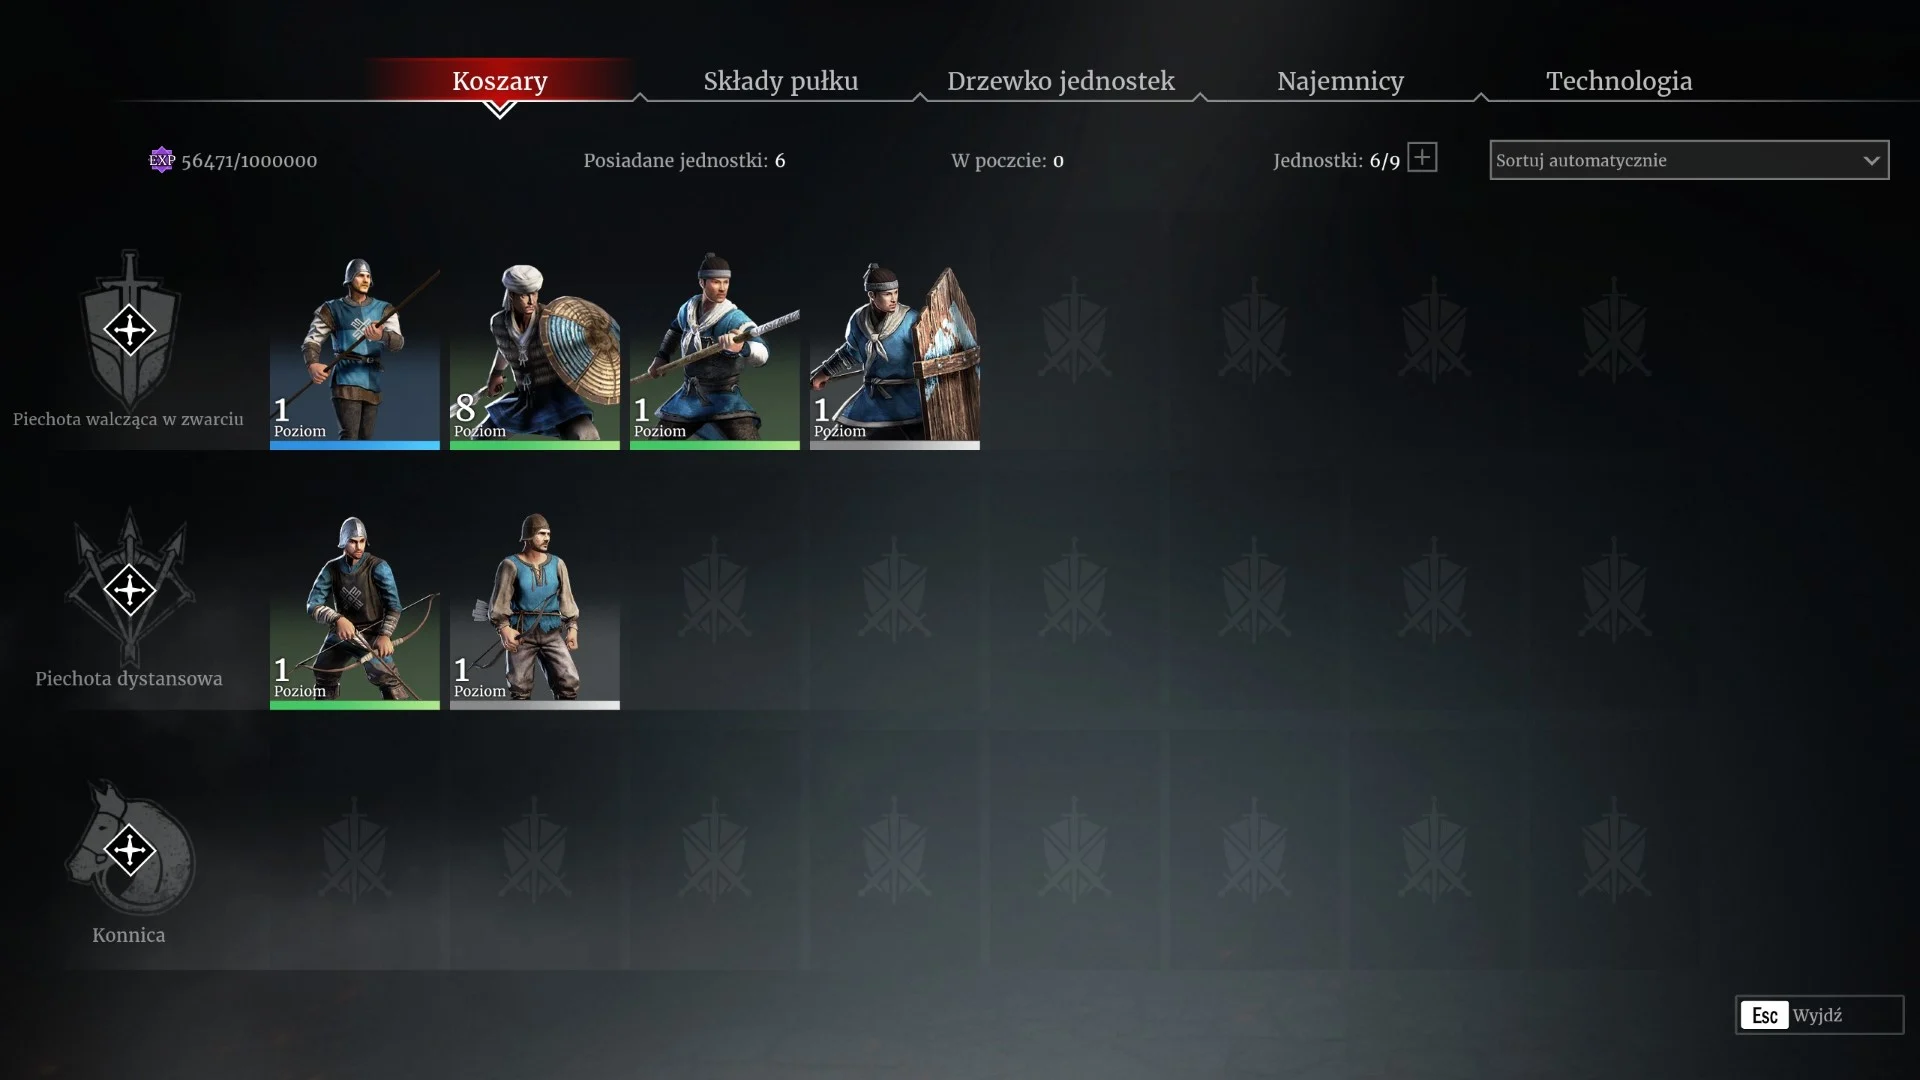 Koszary
Składy pułku
Drzewko jednostek
Najemnicy
Technologia
EXP 56471/1000000
Posiadane jednostki: 6
W poczcie: 0
Jednostki: 6/9
Sortuj automatycznie
Piechota walcząca w zwarciu
1
Poziom
8
Poziom
1
Poziom
1
Poziom
Piechota dystansowa
1
Poziom
1
Poziom
Konnica
Esc Wyjdź